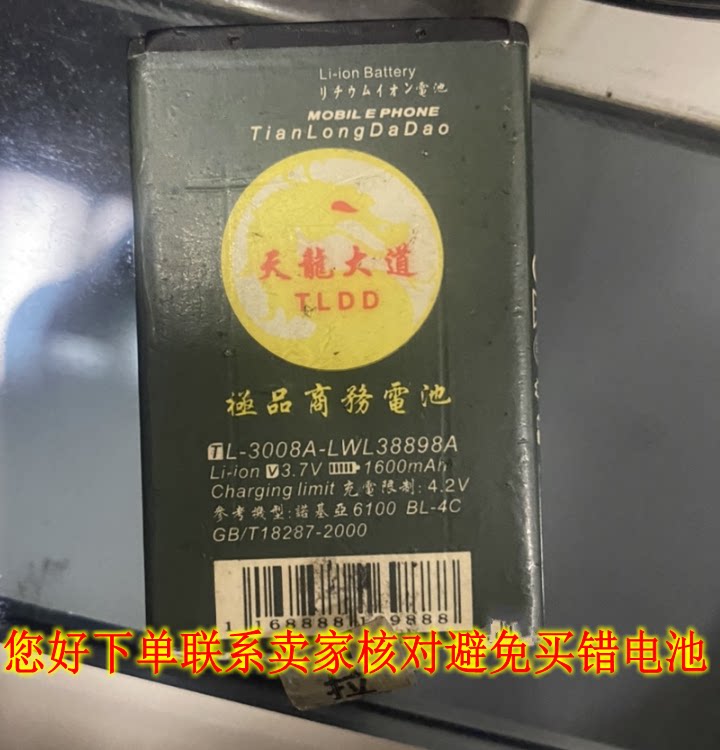 Li-ion Battery
リチウムイオン電池
MOBILE PHONE
TianLongDaDao
天龍大道
TLDD
極品商務電池
TL-3008A-LWL38898A
Li-ion V3.7V 1600mAh
Charging limit 充電限制:4.2V
參考機型:諾基亞6100 BL-4C
GB/T18287-2000
您好下单联系卖家核对避免买错电池